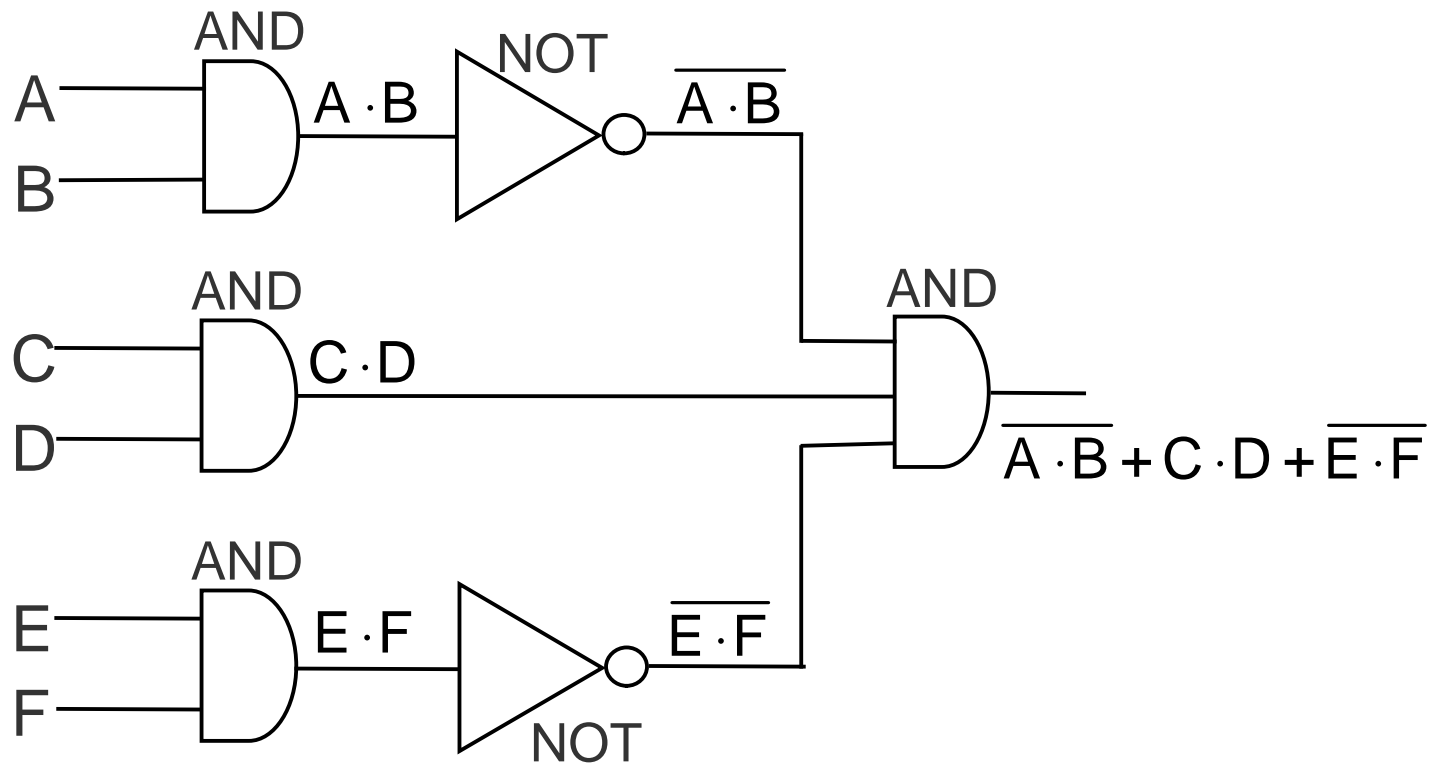 AND
NOT
A
B
A · B
A̅ ̅·̅ ̅B̅
AND
C
D
C · D
AND
A̅ ̅·̅ ̅B̅ + C · D + E̅ ̅·̅ ̅F̅
AND
E
F
E · F
E̅ ̅·̅ ̅F̅
NOT